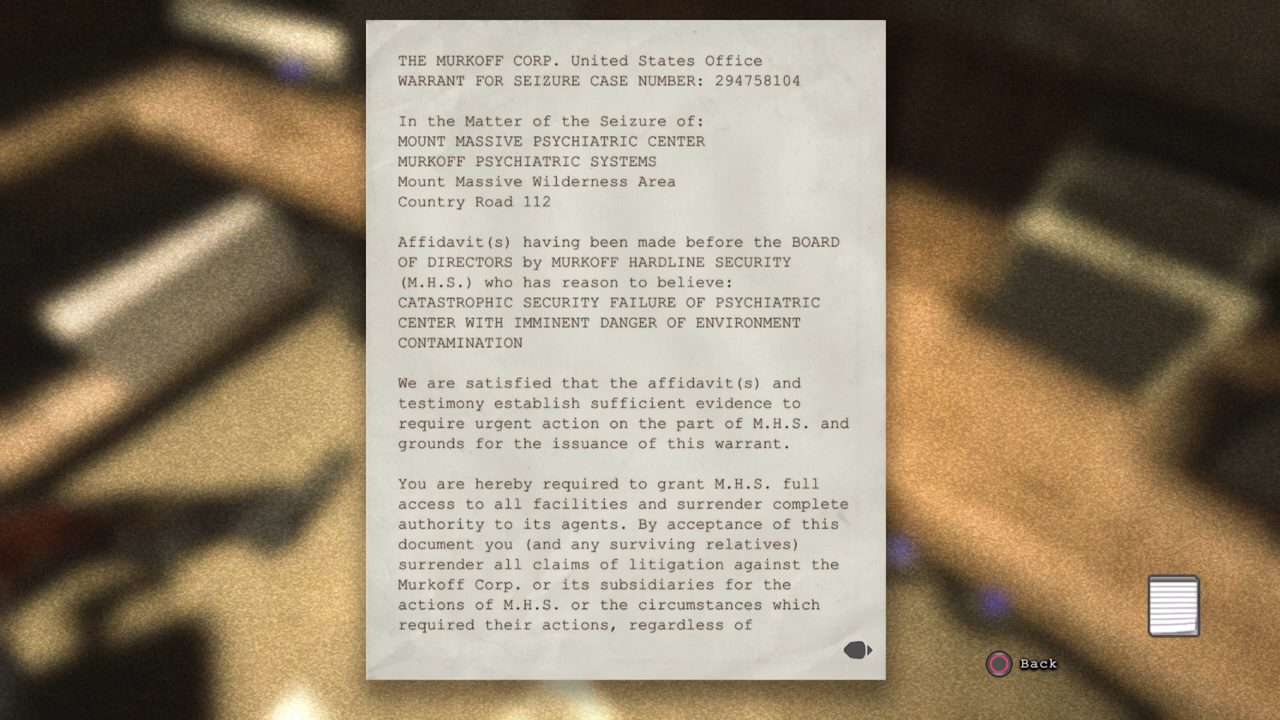 THE MURKOFF CORP. United States Office
WARRANT FOR SEIZURE CASE NUMBER: 294758104
In the Matter of the Seizure of:
MOUNT MASSIVE PSYCHIATRIC CENTER
MURKOFF PSYCHIATRIC SYSTEMS
Mount Massive Wilderness Area
Country Road 112
Affidavit(s) having been made before the BOARD
OF DIRECTORS by MURKOFF HARDLINE SECURITY
(M.H.S.) who has reason to believe:
CATASTROPHIC SECURITY FAILURE OF PSYCHIATRIC
CENTER WITH IMMINENT DANGER OF ENVIRONMENT
CONTAMINATION
We are satisfied that the affidavit(s) and
testimony establish sufficient evidence to
require urgent action on the part of M.H.S. and
grounds for the issuance of this warrant.
You are hereby required to grant M.H.S. full
access to all facilities and surrender complete
authority to its agents. By acceptance of this
document you (and any surviving relatives)
surrender all claims of litigation against the
Murkoff Corp. or its subsidiaries for the
actions of M.H.S. or the circumstances which
required their actions, regardless of
Back